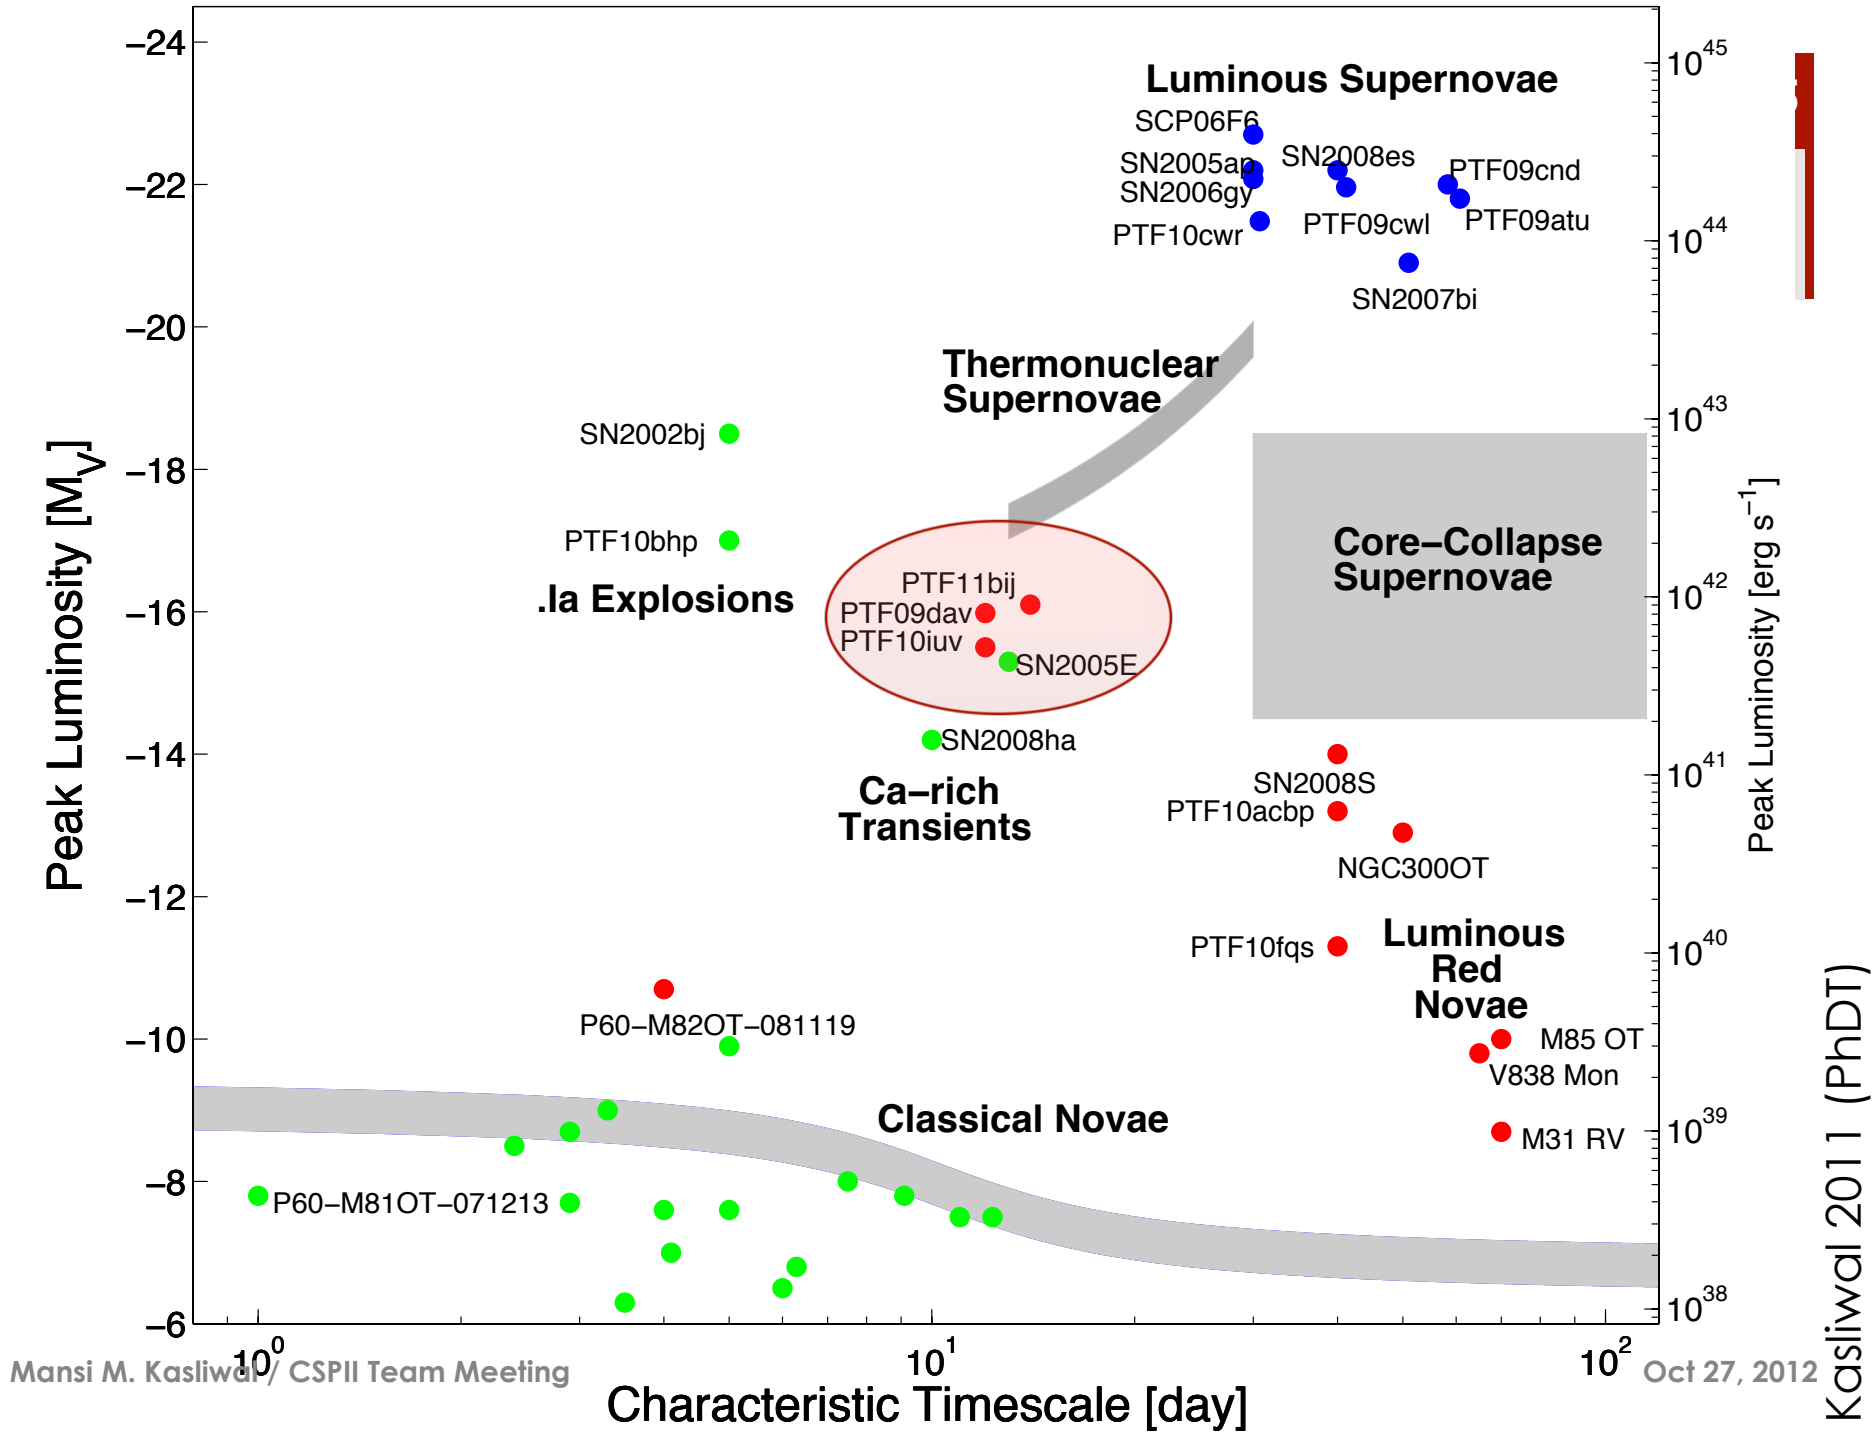 −24
−22
−20
−18
−16
−14
−12
−10
−8
−6
Peak Luminosity [M_V]
Luminous Supernovae
SCP06F6
SN2005ap
SN2006gy
PTF10cwr
SN2008es
PTF09cwl
PTF09cnd
PTF09atu
SN2007bi
Thermonuclear
Supernovae
SN2002bj
PTF10bhp
.Ia Explosions
PTF11bij
PTF09dav
PTF10iuv
SN2005E
SN2008ha
Ca−rich
Transients
Core−Collapse
Supernovae
SN2008S
PTF10acbp
NGC300OT
PTF10fqs
Luminous
Red
Novae
M85 OT
V838 Mon
M31 RV
P60−M82OT−081119
Classical Novae
P60−M81OT−071213
10^45
10^44
10^43
10^42
10^41
10^40
10^39
10^38
Peak Luminosity [erg s^−1]
10^0
10^1
10^2
Characteristic Timescale [day]
Mansi M. Kasliwal / CSPII Team Meeting
Oct 27, 2012
Kasliwal 2011 (PhDT)